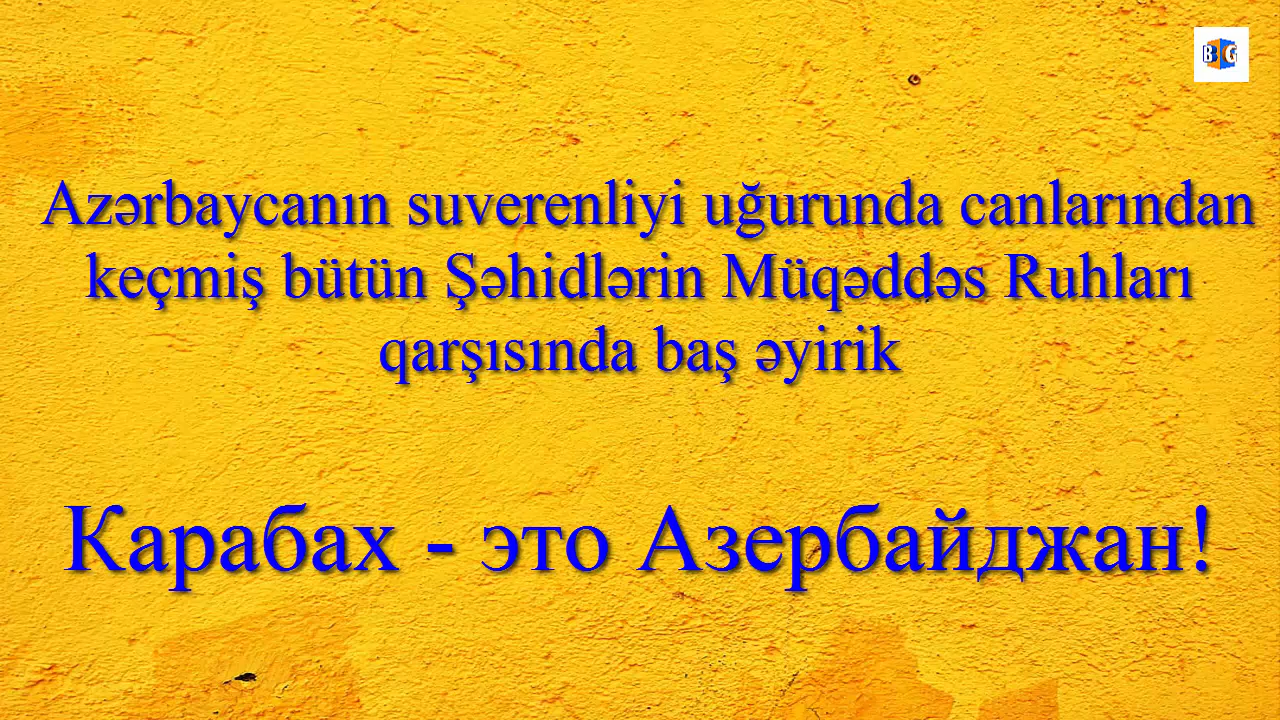 BG
Azərbaycanın suverenliyi uğurunda canlarından
keçmiş bütün Şəhidlərin Müqəddəs Ruhları
qarşısında baş əyirik
Карабах - это Азербайджан!